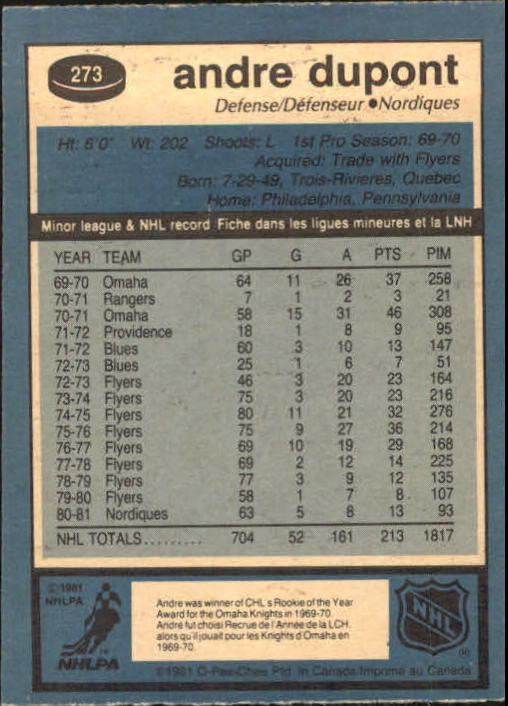 273
andre dupont
Defense/Défenseur ●Nordiques
Ht: 6'0" Wt: 202 Shoots: L 1st Pro Season: 69-70
Acquired: Trade with Flyers
Born: 7-29-49, Trois-Rivieres, Quebec
Home: Philadelphia, Pennsylvania
Minor league & NHL record Fiche dans les ligues mineures et la LNH
YEAR TEAM GP G A PTS PIM
69-70 Omaha 64 11 26 37 258
70-71 Rangers 7 1 2 3 21
70-71 Omaha 58 15 31 46 308
71-72 Providence 18 1 8 9 95
71-72 Blues 60 3 10 13 147
72-73 Blues 25 1 6 7 51
72-73 Flyers 46 3 20 23 164
73-74 Flyers 75 3 20 23 216
74-75 Flyers 80 11 21 32 276
75-76 Flyers 75 9 27 36 214
76-77 Flyers 69 10 19 29 168
77-78 Flyers 69 2 12 14 225
78-79 Flyers 77 3 9 12 135
79-80 Flyers 58 1 7 8 107
80-81 Nordiques 63 5 8 13 93
NHL TOTALS......... 704 52 161 213 1817
©1981
NHLPA
NHLPA
Andre was winner of CHL's Rookie of the Year
Award for the Omaha Knights in 1969-70.
André fut choisi Recrue de l'Année de la LCH
alors qu'il jouait pour les Knights d'Omaha en
1969-70.
NHL
©1981 O-Pee-Chee Ptd. in Canada/Imprimé au Canada